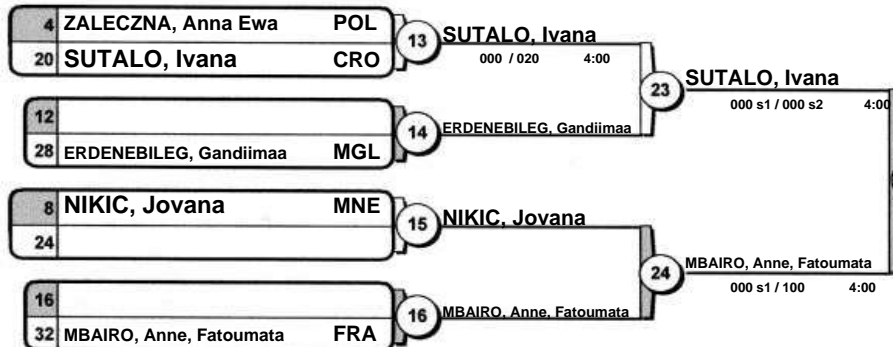 4 ZALECZNA, Anna Ewa POL
20 SUTALO, Ivana CRO
13
SUTALO, Ivana
000 / 020 4:00
12
28 ERDENEBILEG, Gandiimaa MGL
14
ERDENEBILEG, Gandiimaa
23
SUTALO, Ivana
000 s1 / 000 s2 4:00
8 NIKIC, Jovana MNE
24
15
NIKIC, Jovana
16
32 MBAIRO, Anne, Fatoumata FRA
16
MBAIRO, Anne, Fatoumata
24
MBAIRO, Anne, Fatoumata
000 s1 / 100 4:00